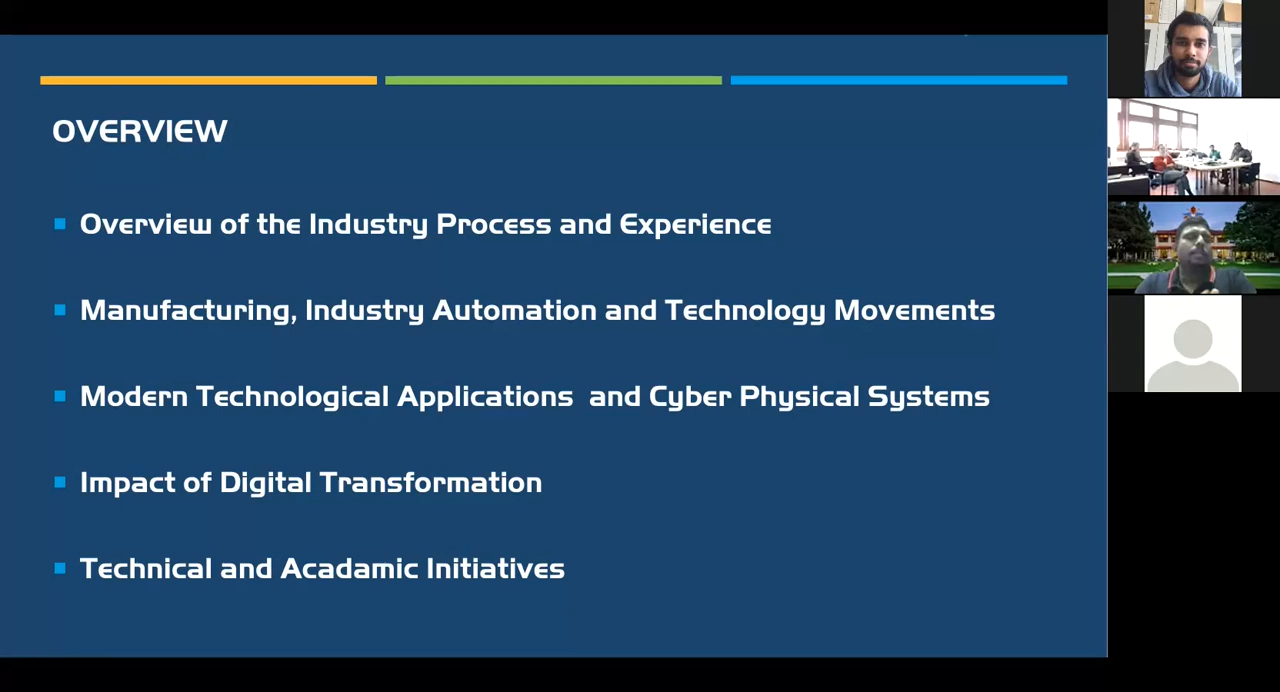 OVERVIEW
Overview of the Industry Process and Experience
Manufacturing, Industry Automation and Technology Movements
Modern Technological Applications  and Cyber Physical Systems
Impact of Digital Transformation
Technical and Acadamic Initiatives